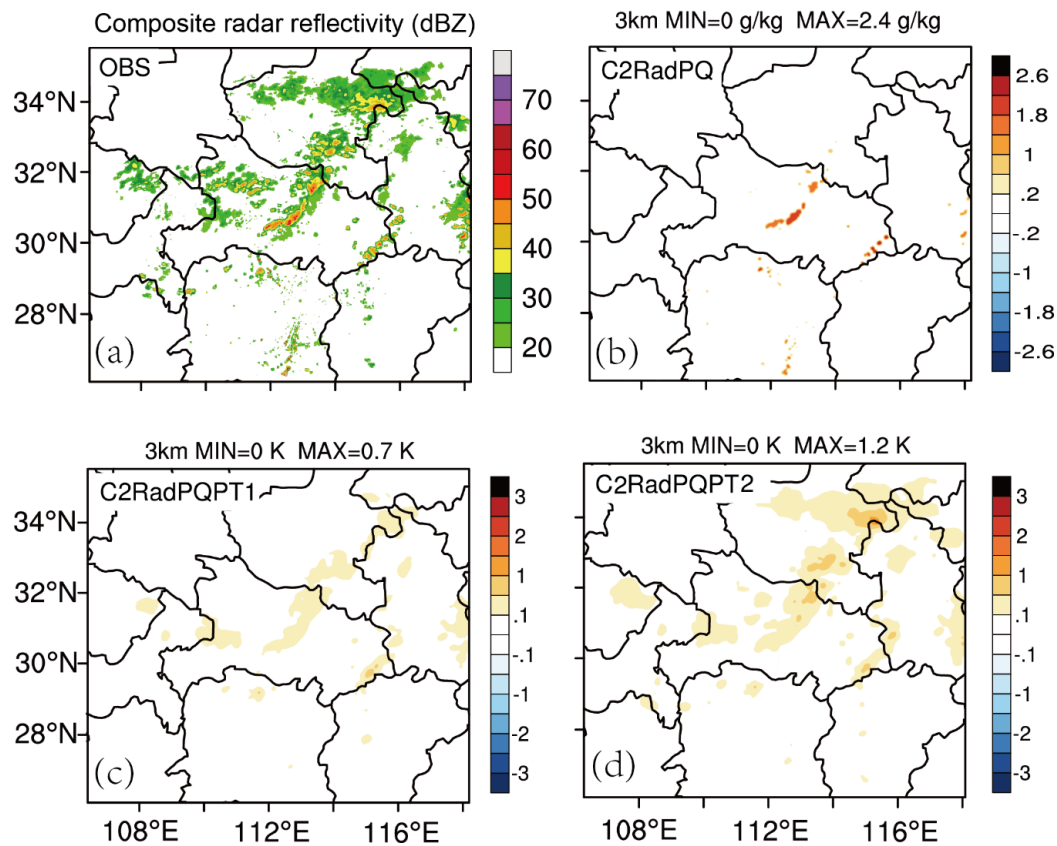 Composite radar reflectivity (dBZ)
OBS
34°N
32°N
30°N
28°N
(a)
70
60
50
40
30
20
3km MIN=0 g/kg MAX=2.4 g/kg
C2RadPQ
(b)
2.6
1.8
1
.2
-.2
-1
-1.8
-2.6
3km MIN=0 K MAX=0.7 K
C2RadPQPT1
34°N
32°N
30°N
28°N
(c)
108°E
112°E
116°E
3
2
1
.1
-.1
-1
-2
-3
3km MIN=0 K MAX=1.2 K
C2RadPQPT2
(d)
108°E
112°E
116°E
3
2
1
.1
-.1
-1
-2
-3